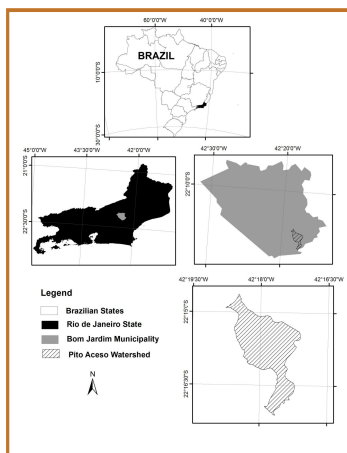 60°0'0"W 40°0'0"W
BRAZIL
10°0'0"S
30°0'0"S
45°0'0"W 43°30'0"W 42°0'0"W
21°0'0"S
22°30'0"S
42°30'0"W 42°20'0"W
22°10'0"S
42°19'30"W 42°18'0"W 42°16'30"W
22°15'0"S
22°16'30"S
Legend
Brazilian States
Rio de Janeiro State
Bom Jardim Municipality
Pito Aceso Watershed
N